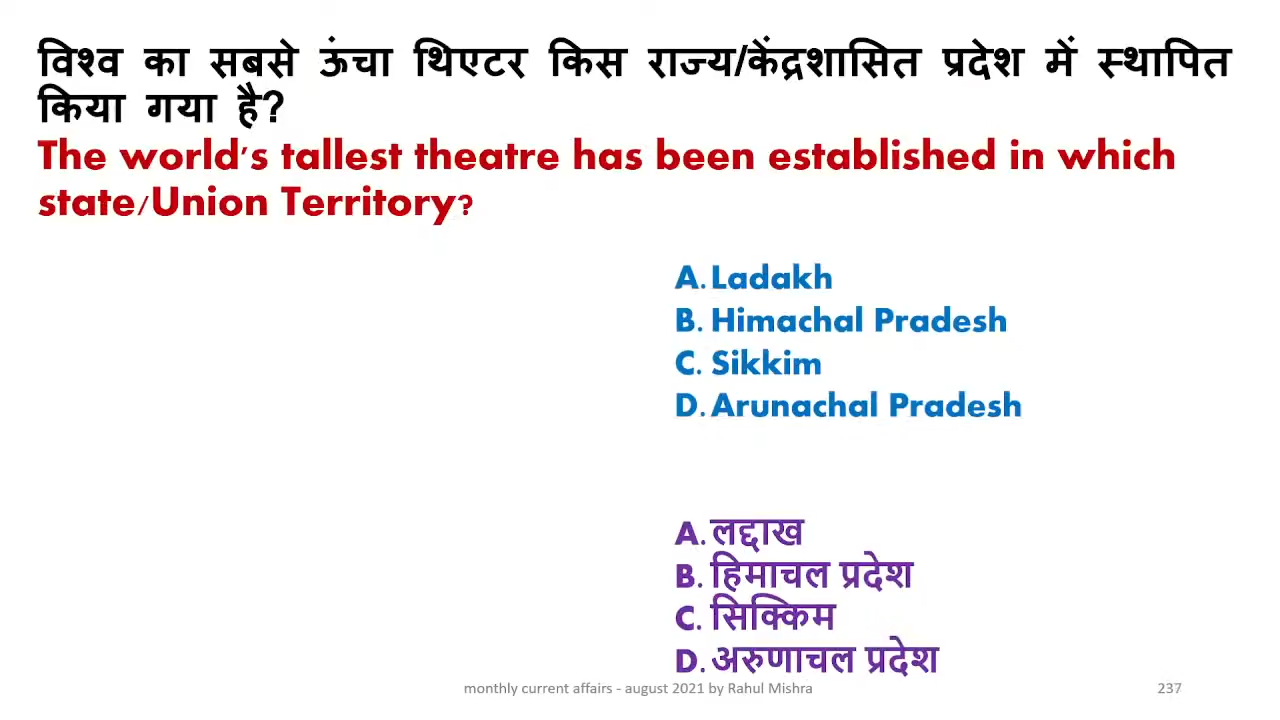 विश्व का सबसे ऊंचा थिएटर किस राज्य/केंद्रशासित प्रदेश में स्थापित
किया गया है?
The world's tallest theatre has been established in which
state/Union Territory?
A. Ladakh
B. Himachal Pradesh
C. Sikkim
D. Arunachal Pradesh
A. लद्दाख
B. हिमाचल प्रदेश
C. सिक्किम
D. अरुणाचल प्रदेश
monthly current affairs - august 2021 by Rahul Mishra
237